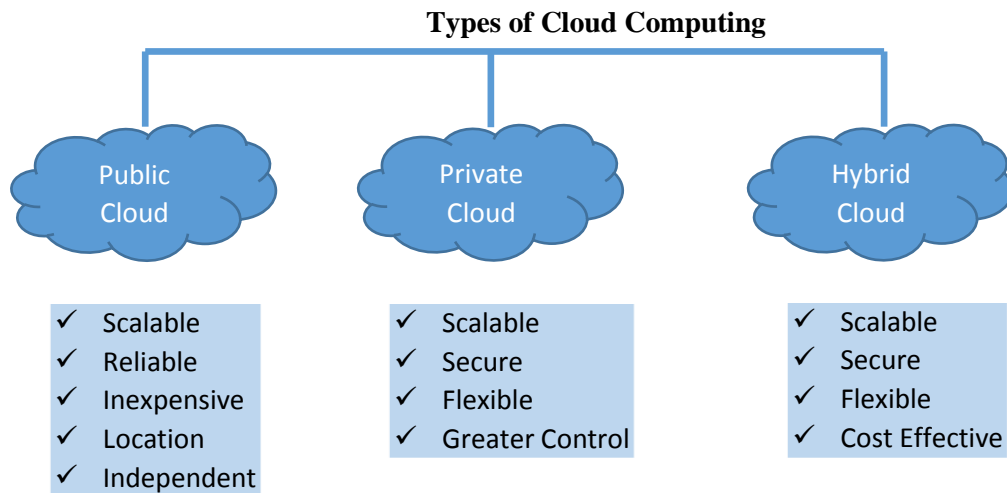 Types of Cloud Computing
Public
Cloud
Private
Cloud
Hybrid
Cloud
✓ Scalable
✓ Reliable
✓ Inexpensive
✓ Location
✓ Independent
✓ Scalable
✓ Secure
✓ Flexible
✓ Greater Control
✓ Scalable
✓ Secure
✓ Flexible
✓ Cost Effective